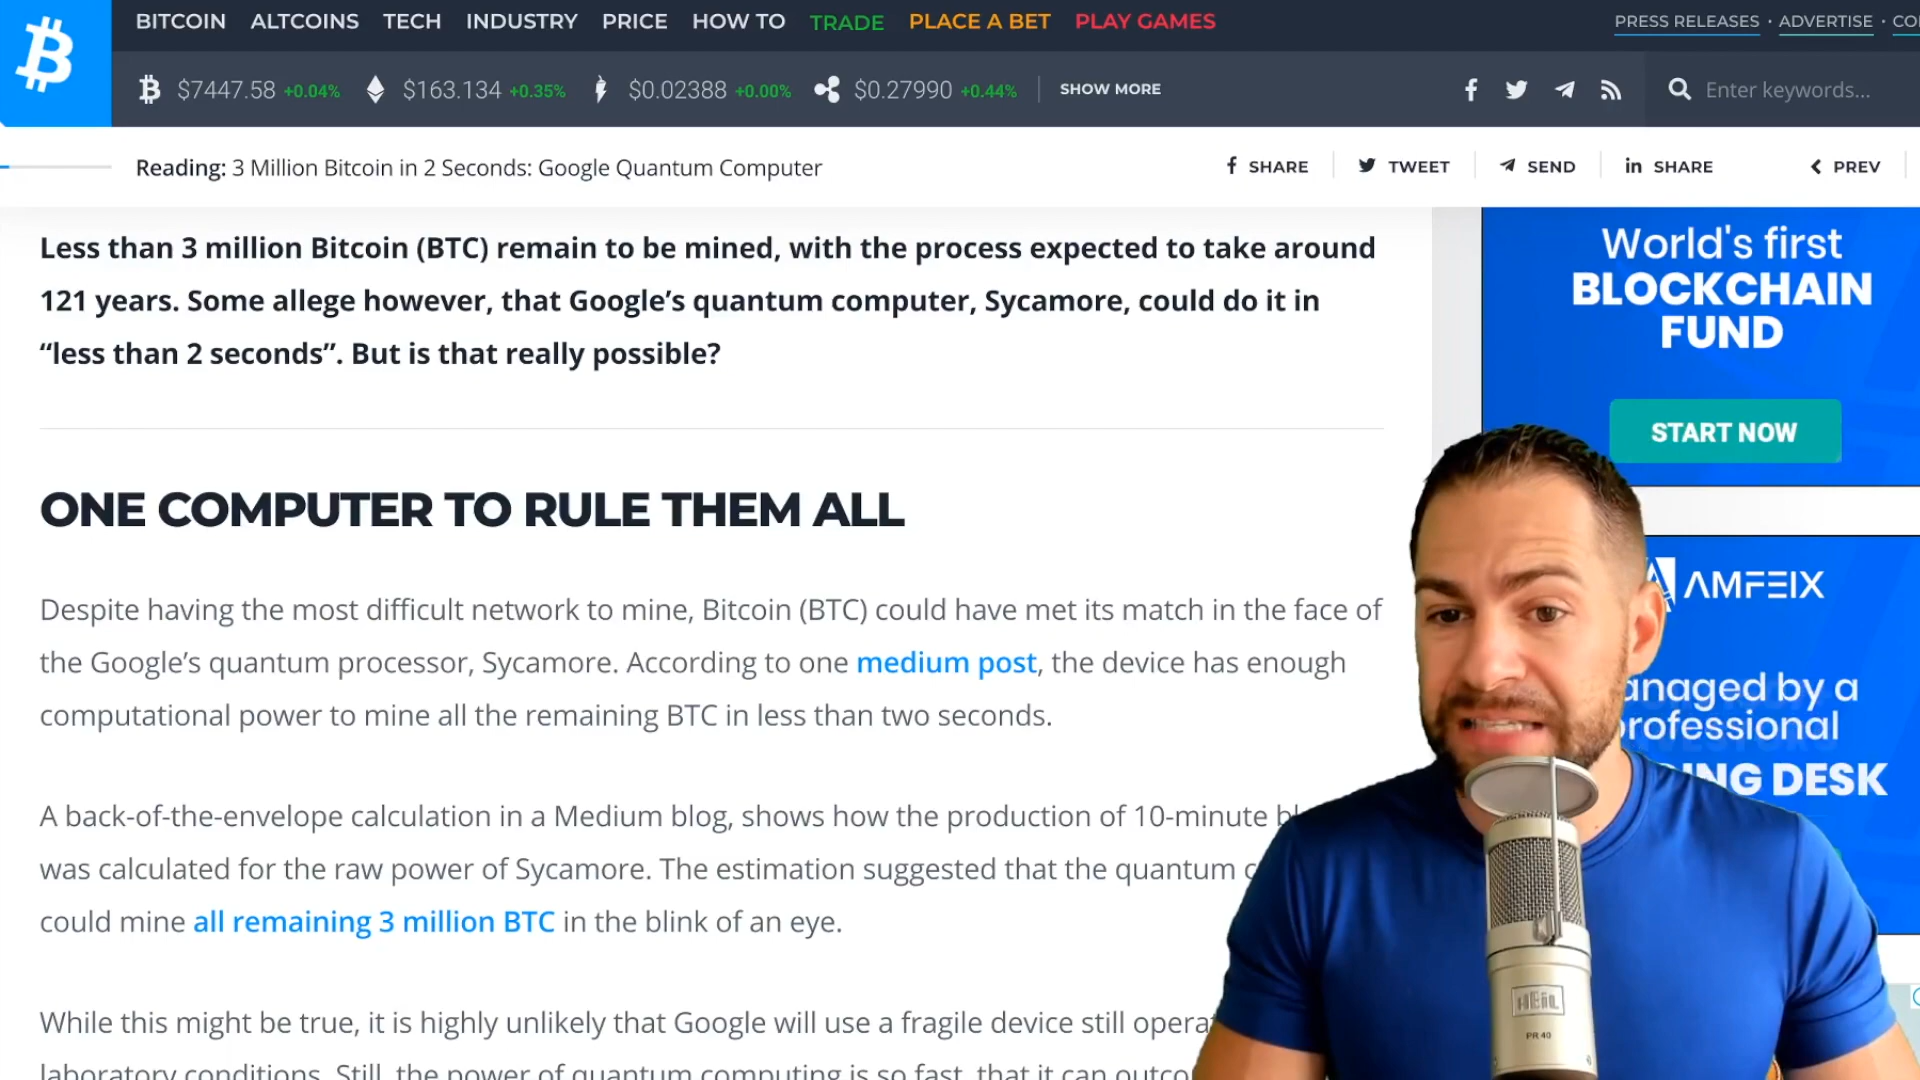 BITCOIN ALTCOINS TECH INDUSTRY PRICE HOW TO TRADE PLACE A BET PLAY GAMES
PRESS RELEASES · ADVERTISE ·
$7447.58 +0.04% $163.134 +0.35% $0.02388 +0.00% $0.27990 +0.44% SHOW MORE
Enter keywords...
Reading: 3 Million Bitcoin in 2 Seconds: Google Quantum Computer
SHARE TWEET SEND SHARE PREV
Less than 3 million Bitcoin (BTC) remain to be mined, with the process expected to take around
121 years. Some allege however, that Google’s quantum computer, Sycamore, could do it in
“less than 2 seconds”. But is that really possible?
World's first
BLOCKCHAIN
FUND
START NOW
ONE COMPUTER TO RULE THEM ALL
Despite having the most difficult network to mine, Bitcoin (BTC) could have met its match in the face of
the Google’s quantum processor, Sycamore. According to one medium post, the device has enough
computational power to mine all the remaining BTC in less than two seconds.
A back-of-the-envelope calculation in a Medium blog, shows how the production of 10-minute
was calculated for the raw power of Sycamore. The estimation suggested that the quantum
could mine all remaining 3 million BTC in the blink of an eye.
While this might be true, it is highly unlikely that Google will use a fragile device still
laboratory conditions. Still, the power of quantum computing is so fast, that it can
AMFEIX
by a
DESK
HEIL
PR 40